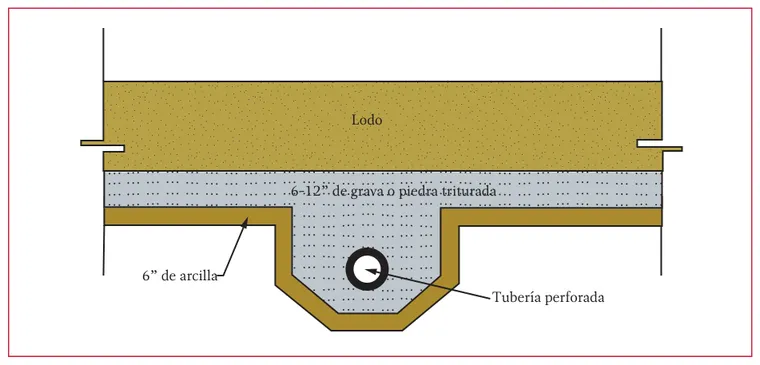 Lodo
6-12” de grava o piedra triturada
6” de arcilla
Tubería perforada